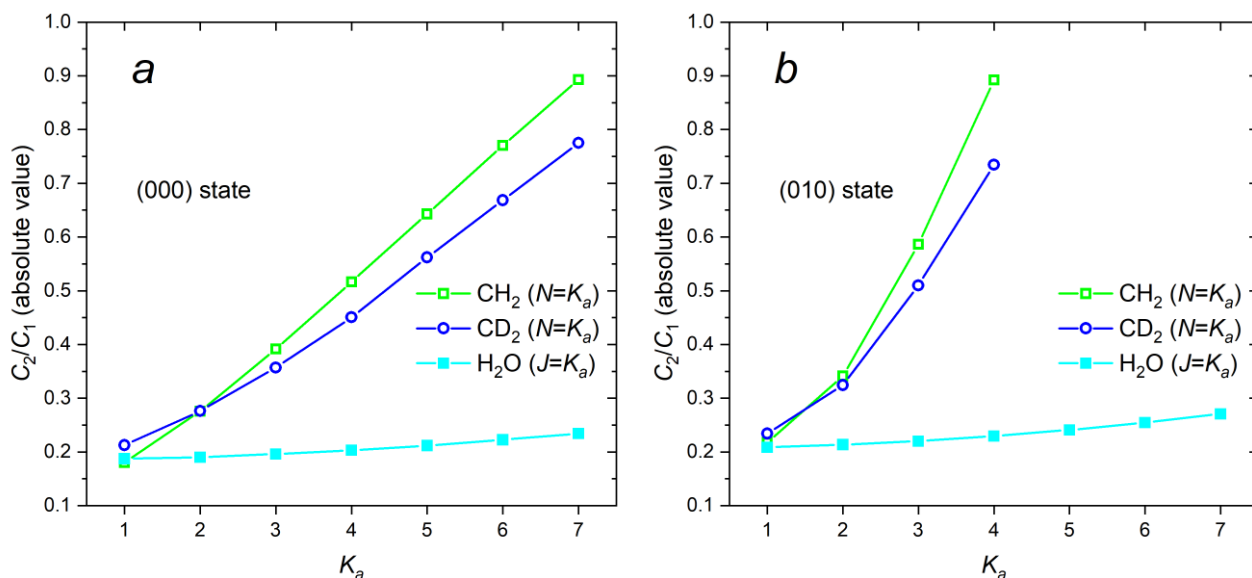 a
(000) state
CH₂ (N=Kₐ)
CD₂ (N=Kₐ)
H₂O (J=Kₐ)
C₂/C₁ (absolute value)
1.0
0.9
0.8
0.7
0.6
0.5
0.4
0.3
0.2
0.1
1 2 3 4 5 6 7
Kₐ
b
(010) state
CH₂ (N=Kₐ)
CD₂ (N=Kₐ)
H₂O (J=Kₐ)
C₂/C₁ (absolute value)
1.0
0.9
0.8
0.7
0.6
0.5
0.4
0.3
0.2
0.1
1 2 3 4 5 6 7
Kₐ